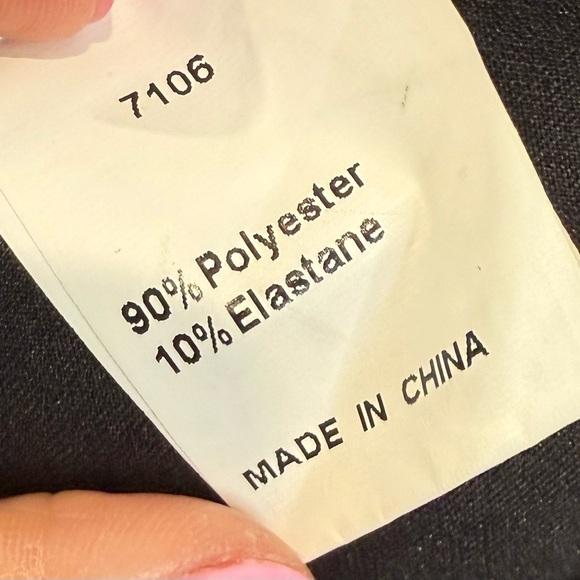 7106
90% Polyester
10% Elastane
MADE IN CHINA